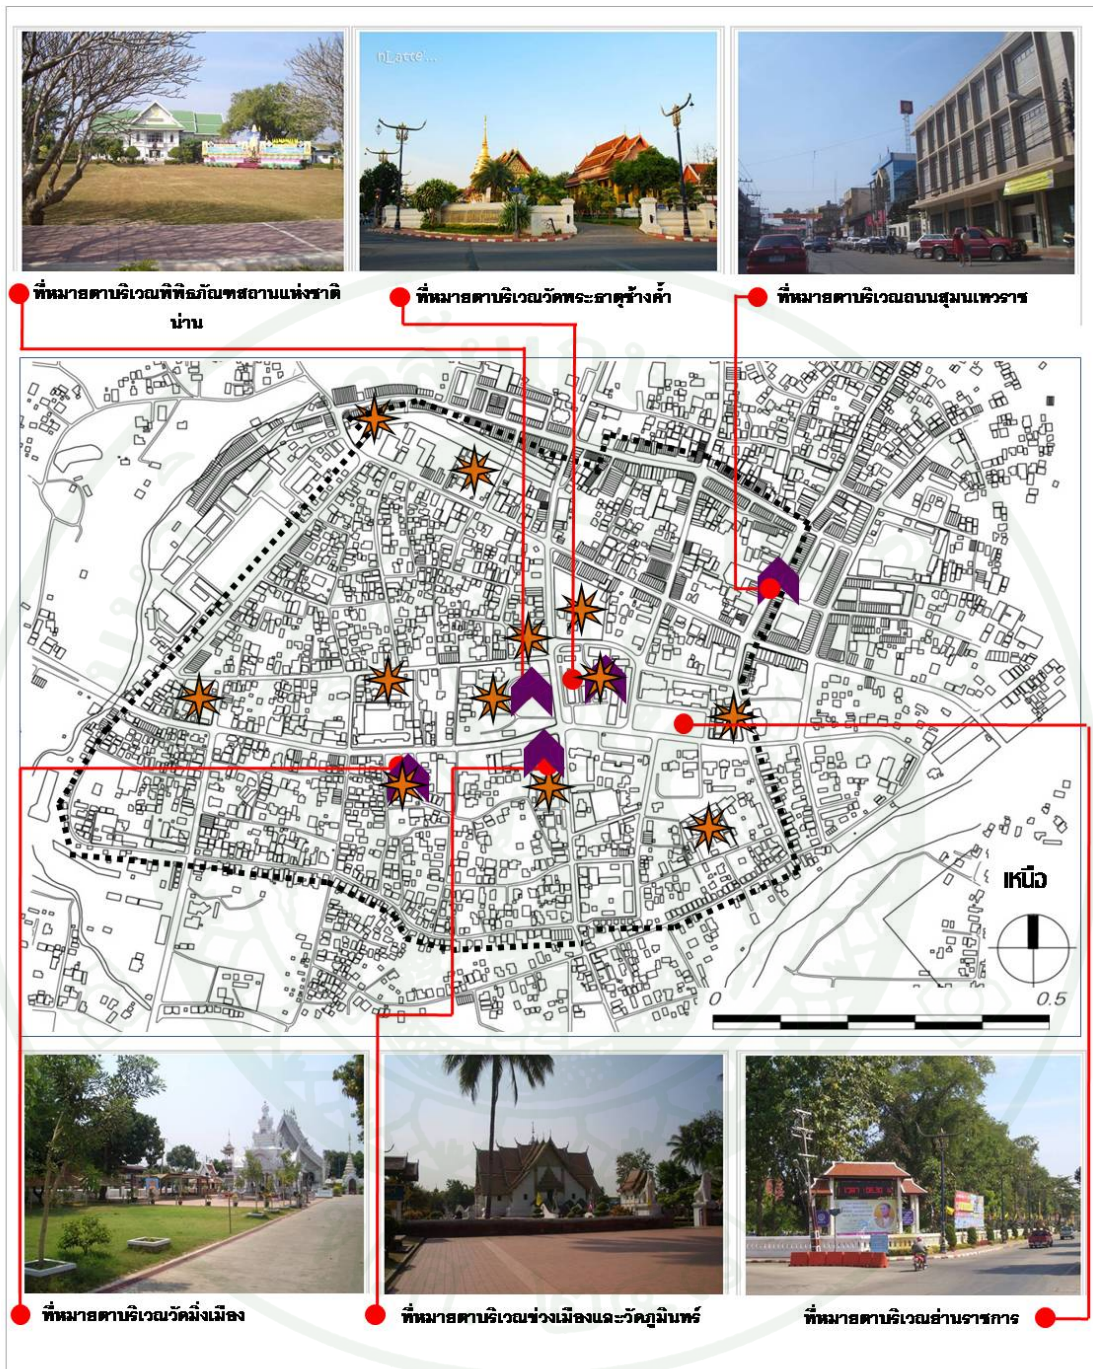 ที่หมายตาบริเวณพิพิธภัณฑสถานแห่งชาติ
น่าน
ที่หมายตาบริเวณวัดพระธาตุช้างค้ำ
ที่หมายตาบริเวณถนนสุมนเทวราช
เหนือ
0 0.5
ที่หมายตาบริเวณวัดมิ่งเมือง
ที่หมายตาบริเวณข่วงเมืองและวัดภูมินทร์
ที่หมายตาบริเวณย่านราชการ